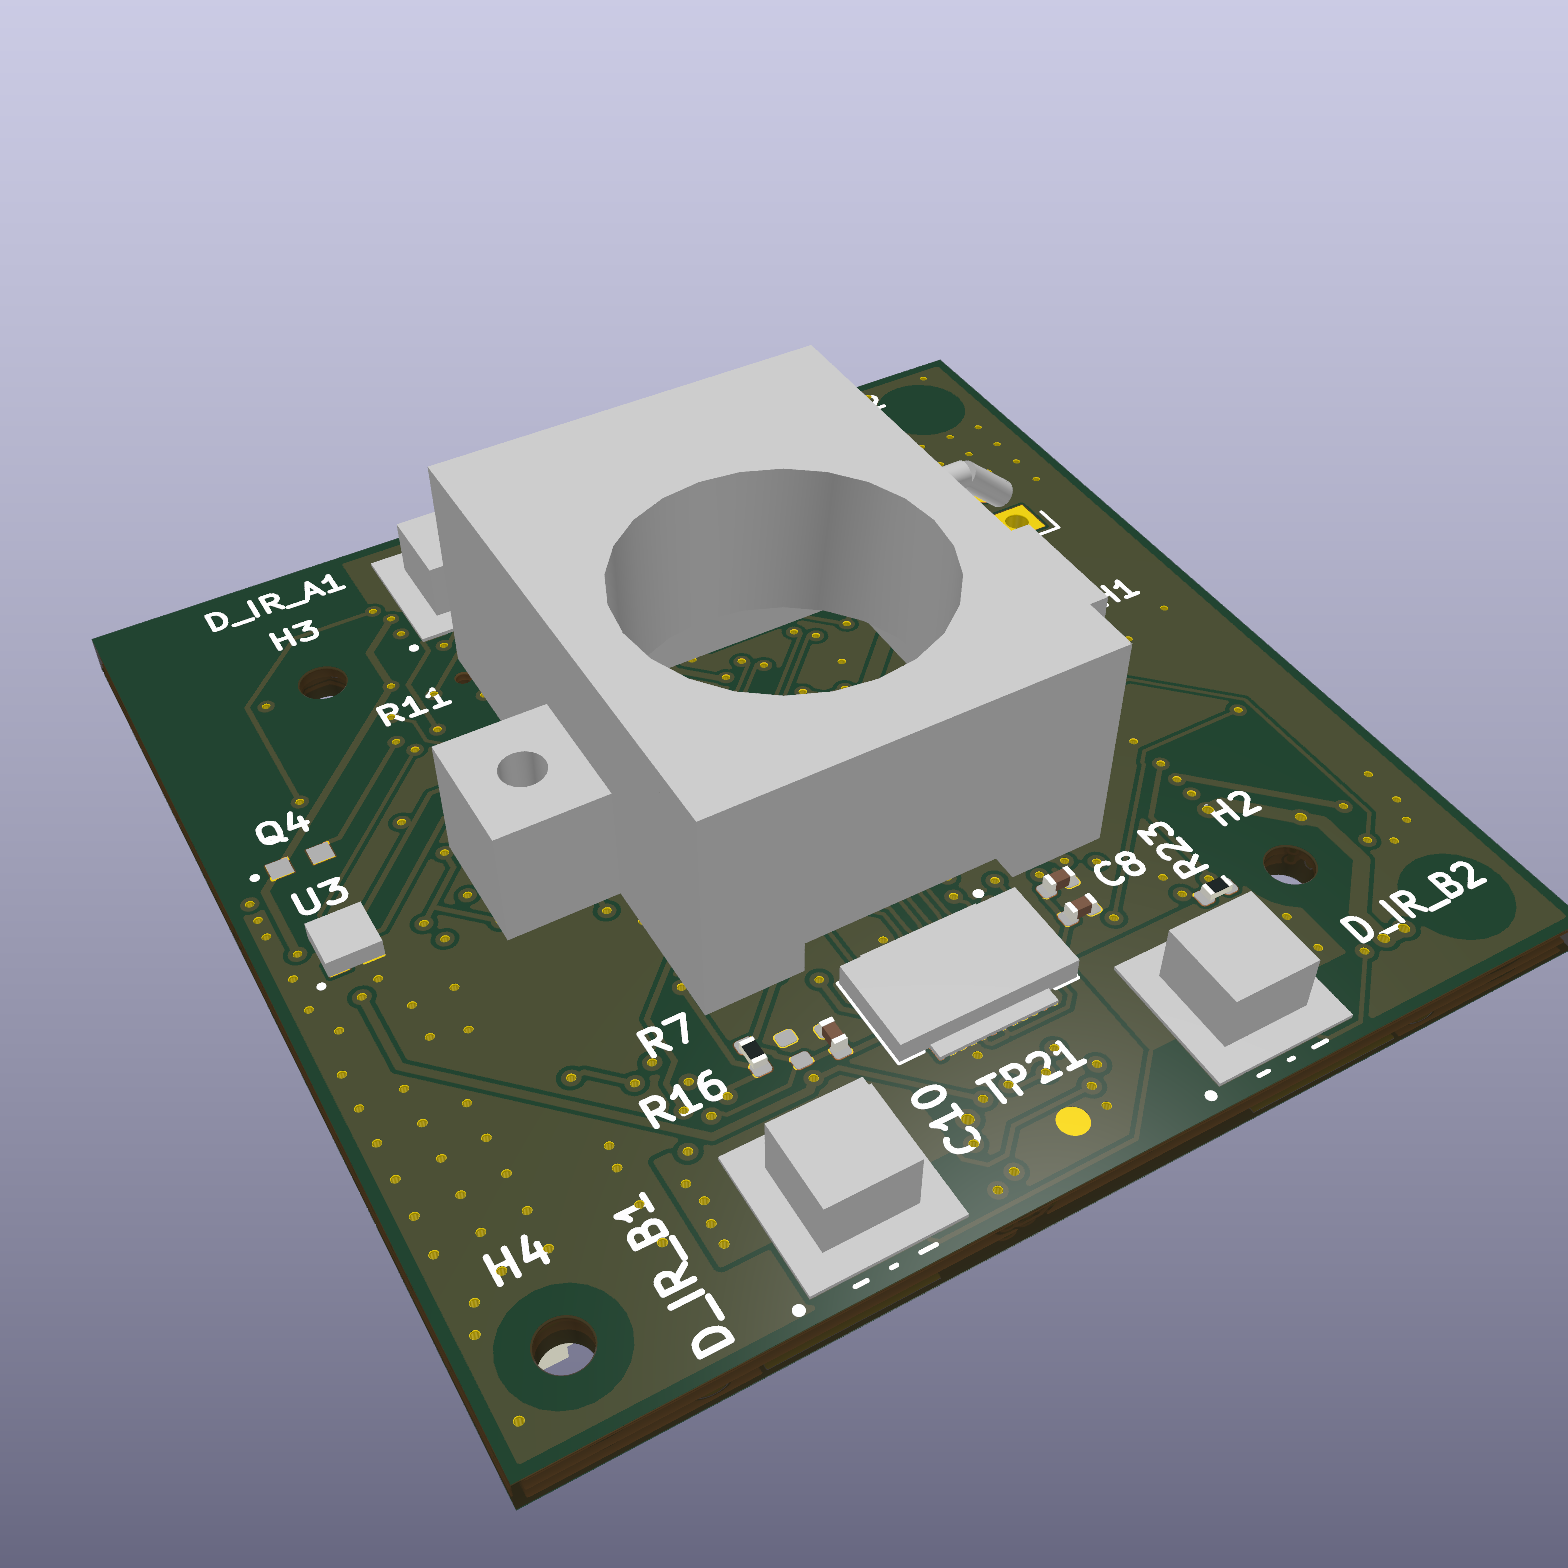 D_IR_A1
H3
H1
R11
H2
Q4
R23
C8
U3
D_IR_B2
R7
TP21
R16
C10
D_IR_B1
H4